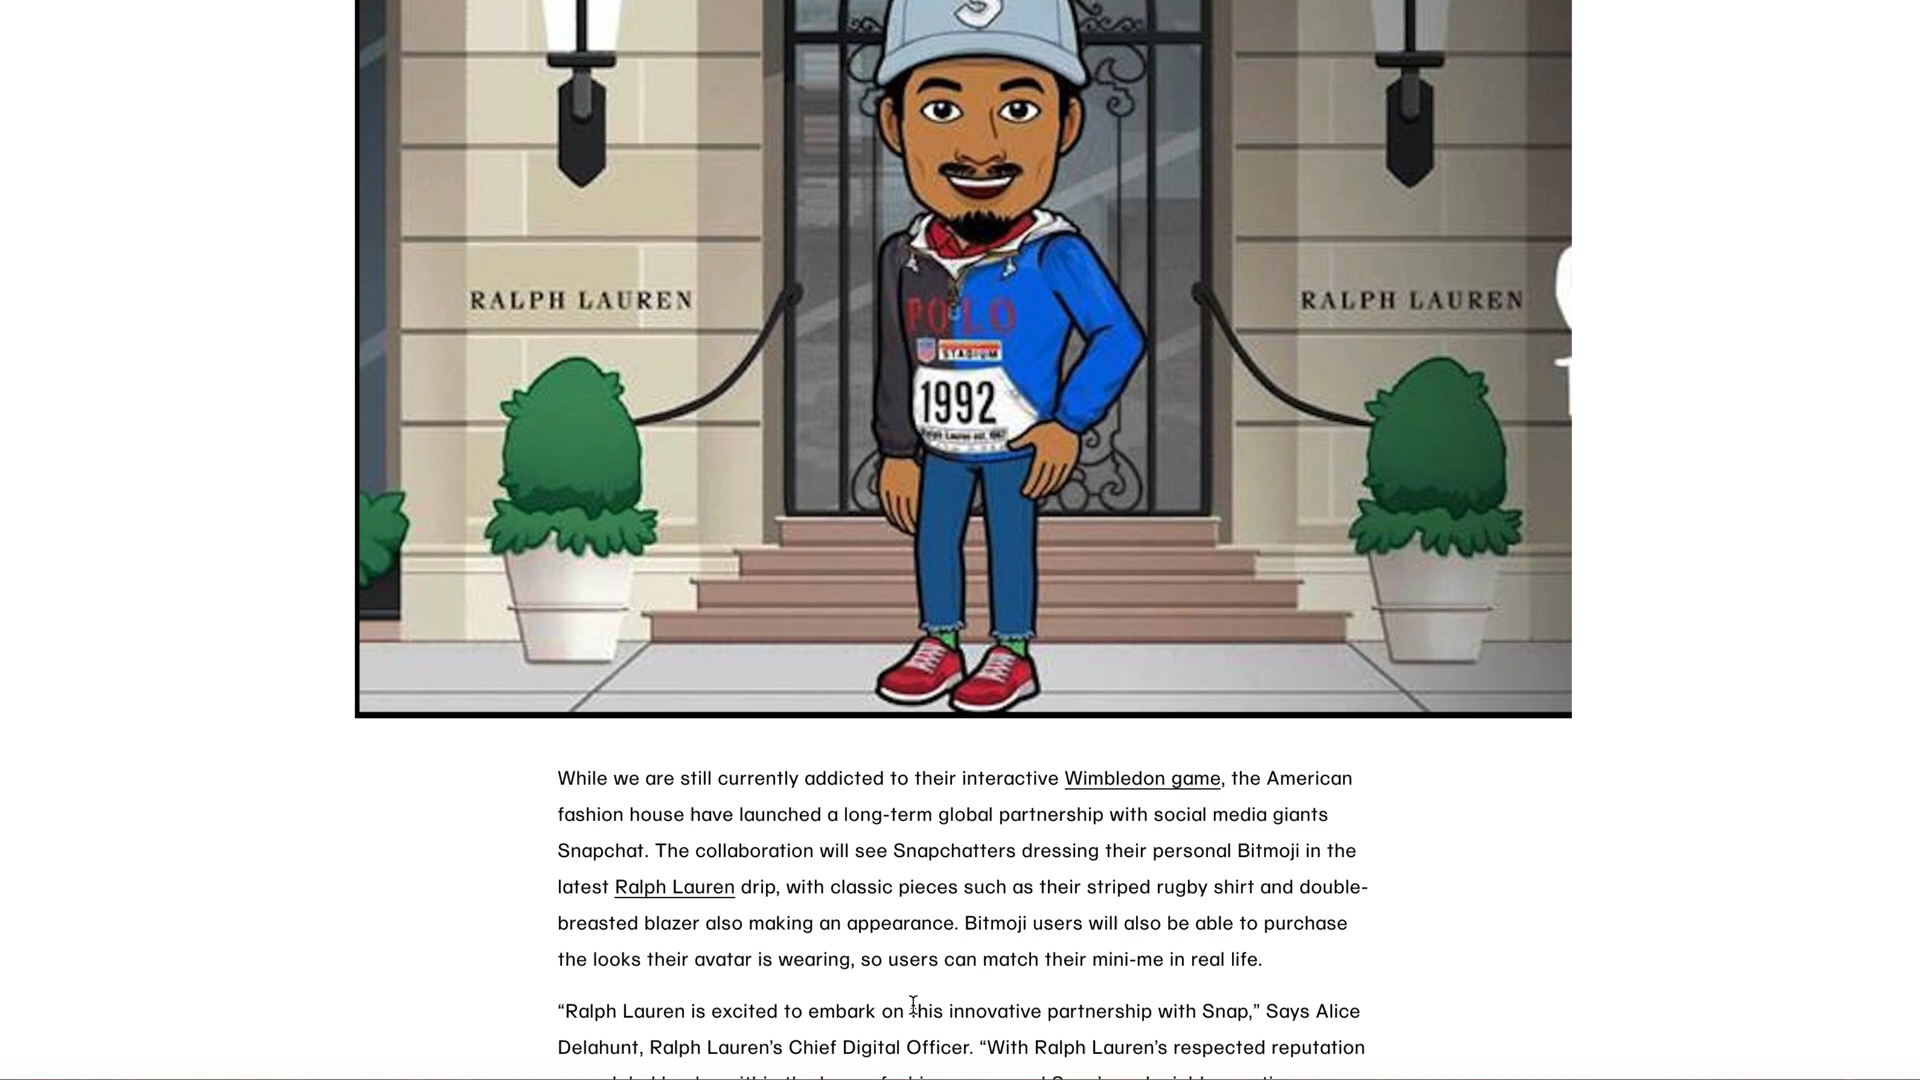 3
RALPH LAUREN
RALPH LAUREN
POLO
STADIUM
1992
Ralph Lauren est. 1967
While we are still currently addicted to their interactive Wimbledon game, the American
fashion house have launched a long-term global partnership with social media giants
Snapchat. The collaboration will see Snapchatters dressing their personal Bitmoji in the
latest Ralph Lauren drip, with classic pieces such as their striped rugby shirt and double-
breasted blazer also making an appearance. Bitmoji users will also be able to purchase
the looks their avatar is wearing, so users can match their mini-me in real life.
“Ralph Lauren is excited to embark on this innovative partnership with Snap,” Says Alice
Delahunt, Ralph Lauren’s Chief Digital Officer. “With Ralph Lauren’s respected reputation